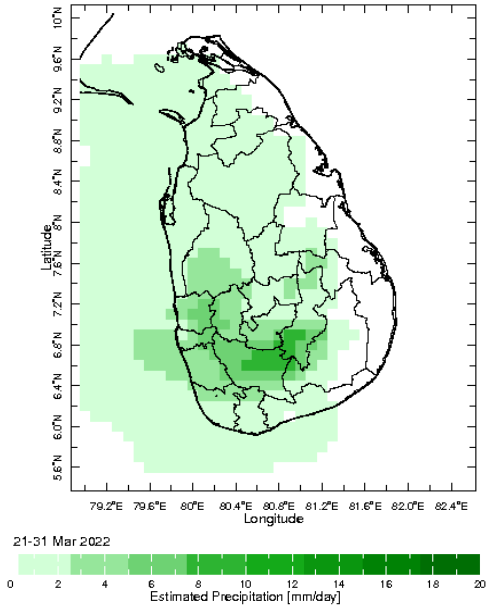 10°N
9.6°N
9.2°N
8.8°N
8.4°N
8°N
7.6°N
7.2°N
6.8°N
6.4°N
6.0°N
5.6°N
Latitude
79.2°E 79.6°E 80°E 80.4°E 80.8°E 81.2°E 81.6°E 82.0°E 82.4°E
Longitude
21-31 Mar 2022
0 2 4 6 8 10 12 14 16 18 20
Estimated Precipitation [mm/day]